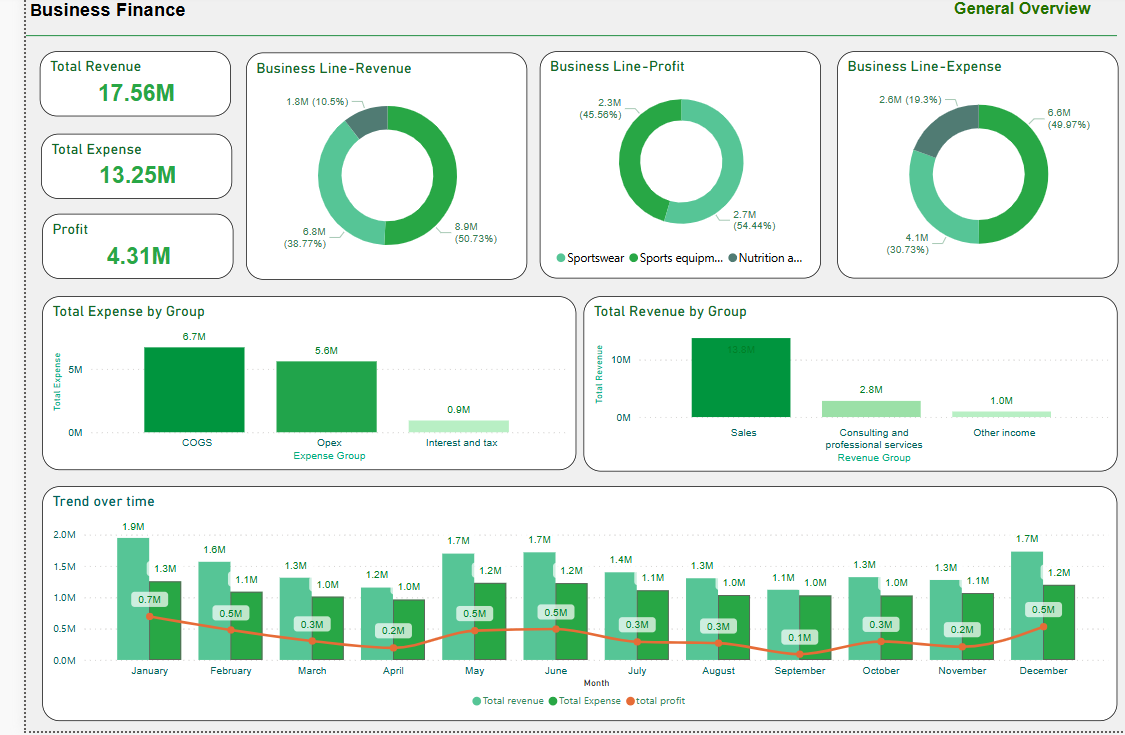 Business Finance
General Overview
Total Revenue
17.56M
Total Expense
13.25M
Profit
4.31M
Business Line-Revenue
1.8M (10.5%)
6.8M
(38.77%)
8.9M
(50.73%)
Business Line-Profit
2.3M
(45.56%)
2.7M
(54.44%)
Sportswear
Sports equipm...
Nutrition a...
Business Line-Expense
2.6M (19.3%)
6.6M
(49.97%)
4.1M
(30.73%)
Total Expense by Group
Total Expense
5M
0M
6.7M
5.6M
0.9M
COGS
Opex
Interest and tax
Expense Group
Total Revenue by Group
Total Revenue
10M
0M
13.8M
2.8M
1.0M
Sales
Consulting and
professional services
Other income
Revenue Group
Trend over time
2.0M
1.5M
1.0M
0.5M
0.0M
1.9M
1.3M
0.7M
1.6M
1.1M
0.5M
1.3M
1.0M
0.3M
1.2M
1.0M
0.2M
1.7M
1.2M
0.5M
1.7M
1.2M
0.5M
1.4M
1.1M
0.3M
1.3M
1.0M
0.3M
1.1M
1.0M
0.1M
1.3M
1.0M
0.3M
1.3M
1.1M
0.2M
1.7M
1.2M
0.5M
January
February
March
April
May
June
July
August
September
October
November
December
Month
Total revenue
Total Expense
total profit